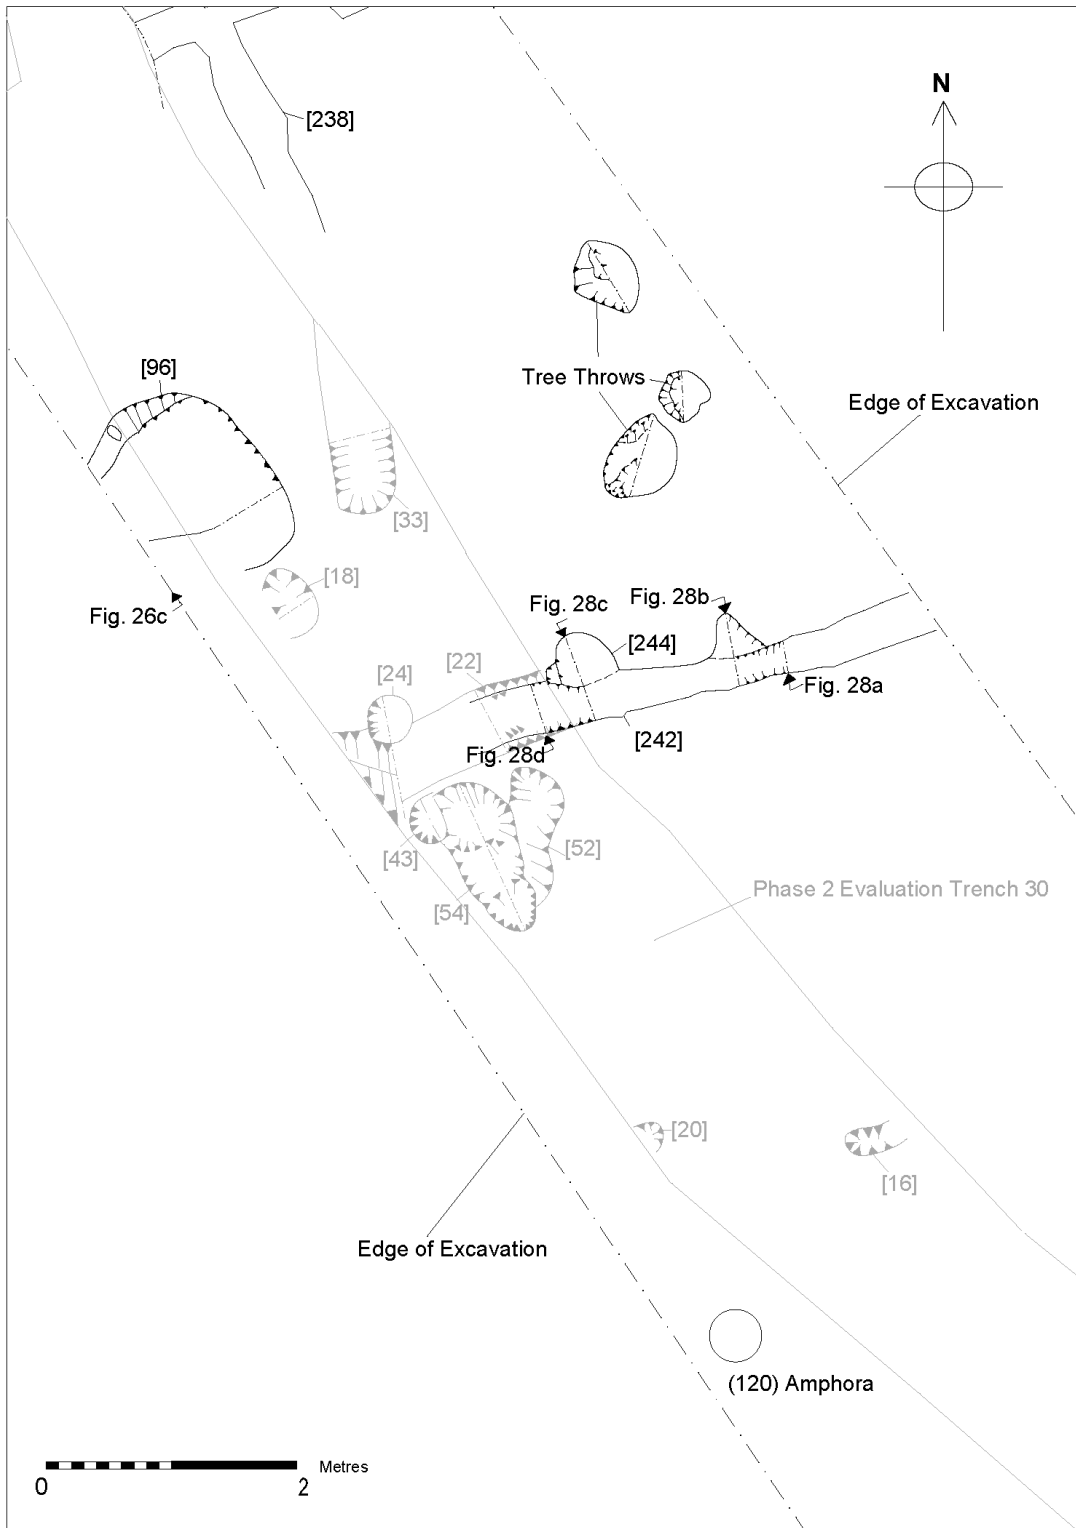 N
[238]
[96]
Tree Throws
Edge of Excavation
[33]
[18]
Fig. 26c
Fig. 28c
Fig. 28b
[244]
[22]
[24]
Fig. 28a
[242]
Fig. 28d
[43]
[52]
[54]
Phase 2 Evaluation Trench 30
[20]
[16]
Edge of Excavation
(120) Amphora
Metres
0 2